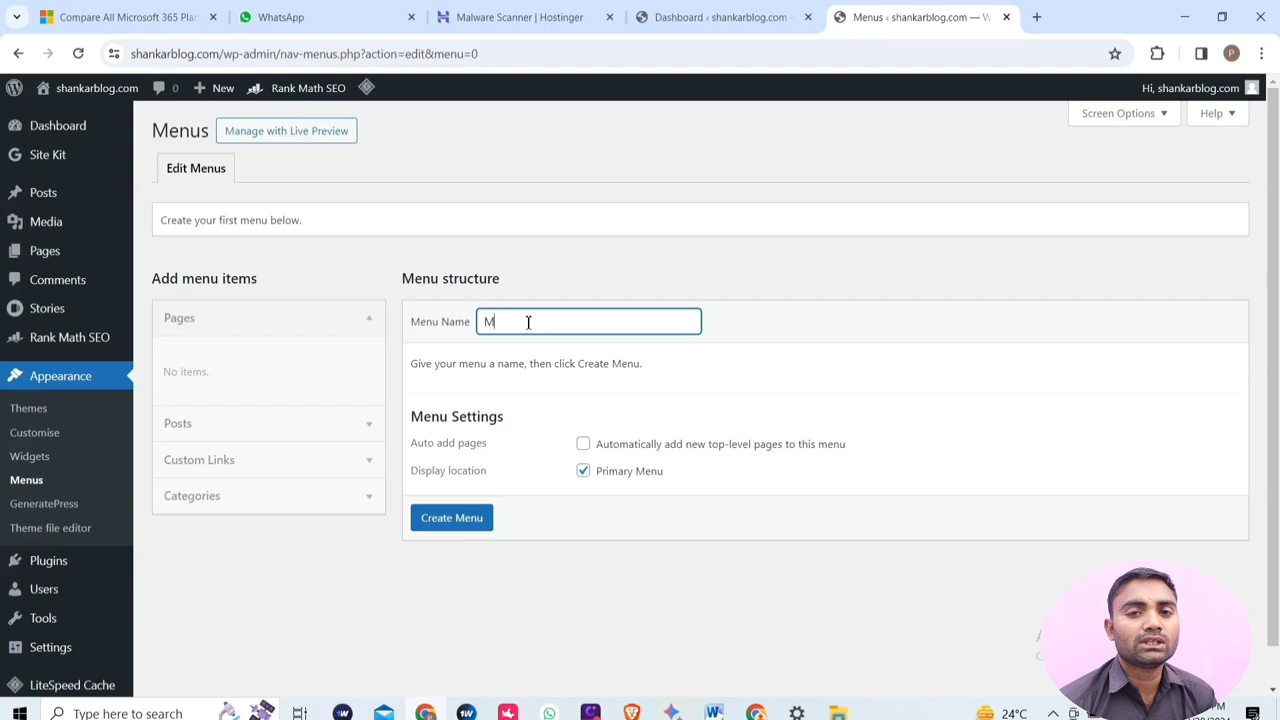 Compare All Microsoft 365 Plan
WhatsApp
Malware Scanner | Hostinger
Dashboard ‹ shankarblog.com —
Menus ‹ shankarblog.com — W
shankarblog.com/wp-admin/nav-menus.php?action=edit&menu=0
P
shankarblog.com
0
New
Rank Math SEO
Hi, shankarblog.com
Dashboard
Site Kit
Posts
Media
Pages
Comments
Stories
Rank Math SEO
Appearance
Themes
Customise
Widgets
Menus
GeneratePress
Theme file editor
Plugins
Users
Tools
Settings
LiteSpeed Cache
Menus
Manage with Live Preview
Screen Options
Help
Edit Menus
Create your first menu below.
Add menu items
Pages
No items.
Posts
Custom Links
Categories
Menu structure
Menu Name
M
Give your menu a name, then click Create Menu.
Menu Settings
Auto add pages
Automatically add new top-level pages to this menu
Display location
Primary Menu
Create Menu
Type here to search
24°C